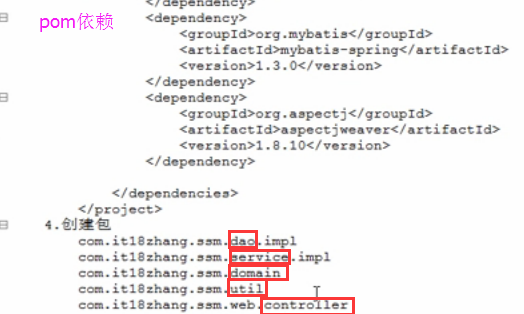 </dependency>
pom依赖
<dependency>
<groupId>org.mybatis</groupId>
<artifactId>mybatis-spring</artifactId>
<version>1.3.0</version>
</dependency>
<dependency>
<groupId>org.aspectj</groupId>
<artifactId>aspectjweaver</artifactId>
<version>1.8.10</version>
</dependency>
</dependencies>
</project>
4.创建包
com.it18zhang.ssm.dao.impl
com.it18zhang.ssm.service.impl
com.it18zhang.ssm.domain
com.it18zhang.ssm.util
com.it18zhang.ssm.web.controller